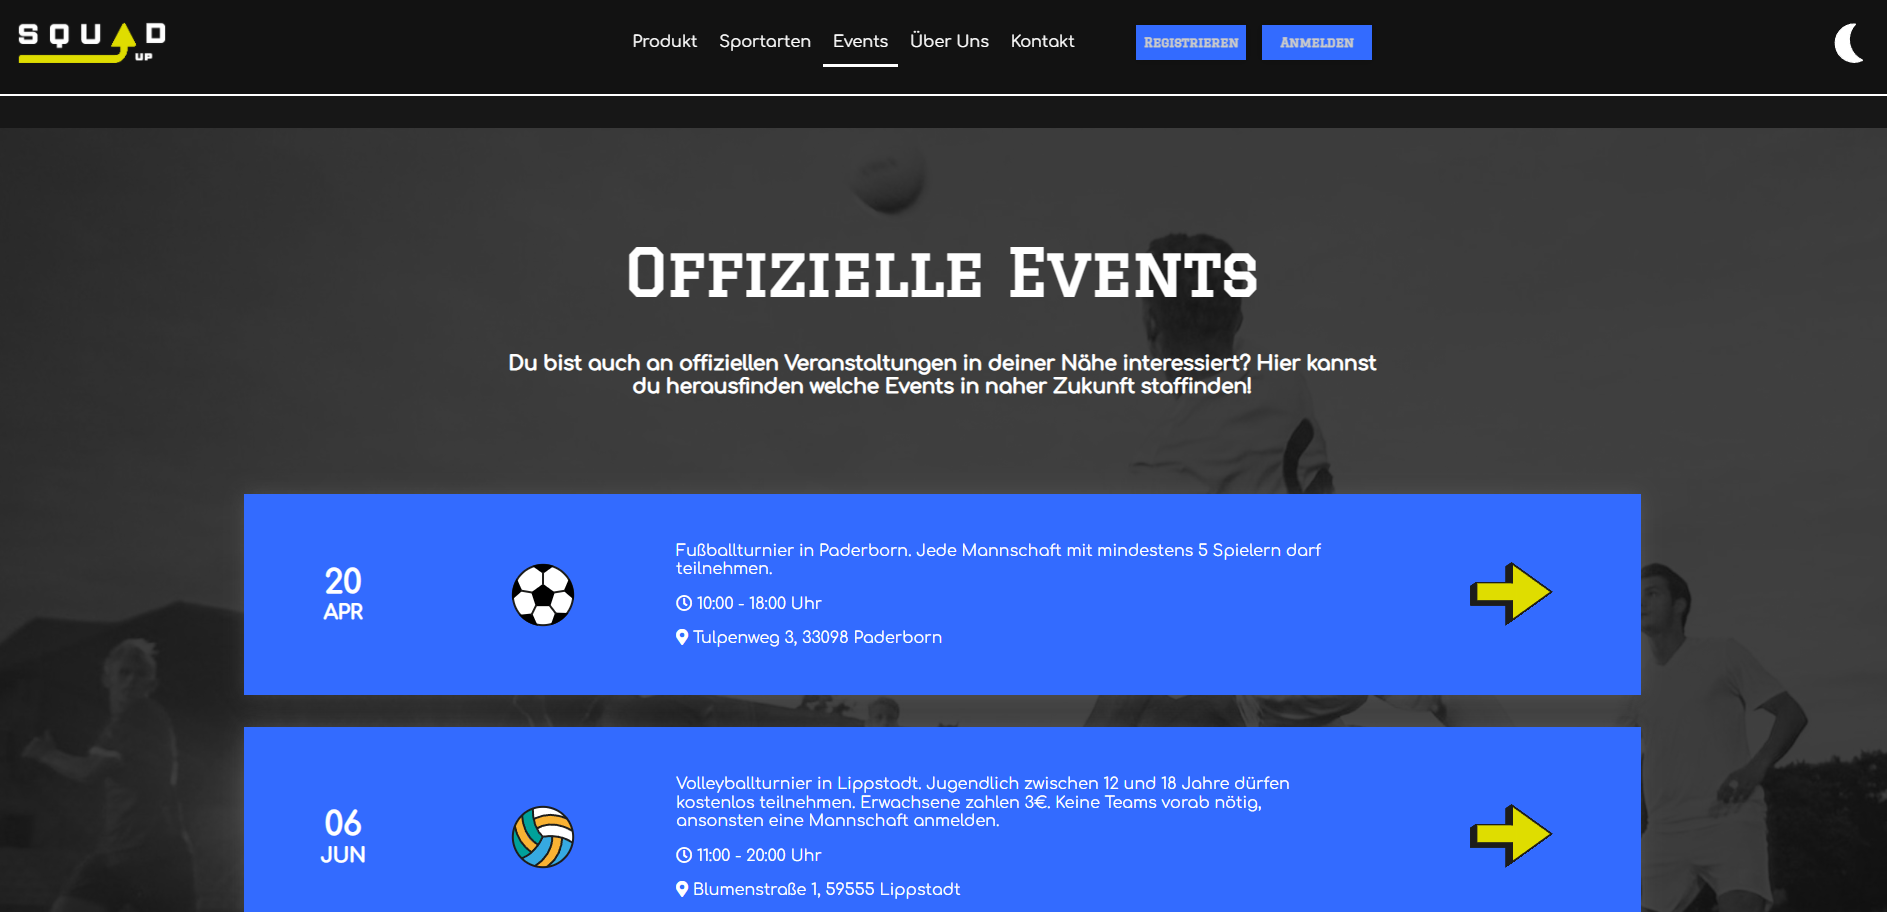 SQUAD
UP
Produkt Sportarten Events Über Uns Kontakt Registrieren Anmelden
Offizielle Events
Du bist auch an offiziellen Veranstaltungen in deiner Nähe interessiert? Hier kannst
du herausfinden welche Events in naher Zukunft staffinden!
20
APR
Fußballturnier in Paderborn. Jede Mannschaft mit mindestens 5 Spielern darf
teilnehmen.
10:00 - 18:00 Uhr
Tulpenweg 3, 33098 Paderborn
06
JUN
Volleyballturnier in Lippstadt. Jugendlich zwischen 12 und 18 Jahre dürfen
kostenlos teilnehmen. Erwachsene zahlen 3€. Keine Teams vorab nötig,
ansonsten eine Mannschaft anmelden.
11:00 - 20:00 Uhr
Blumenstraße 1, 59555 Lippstadt